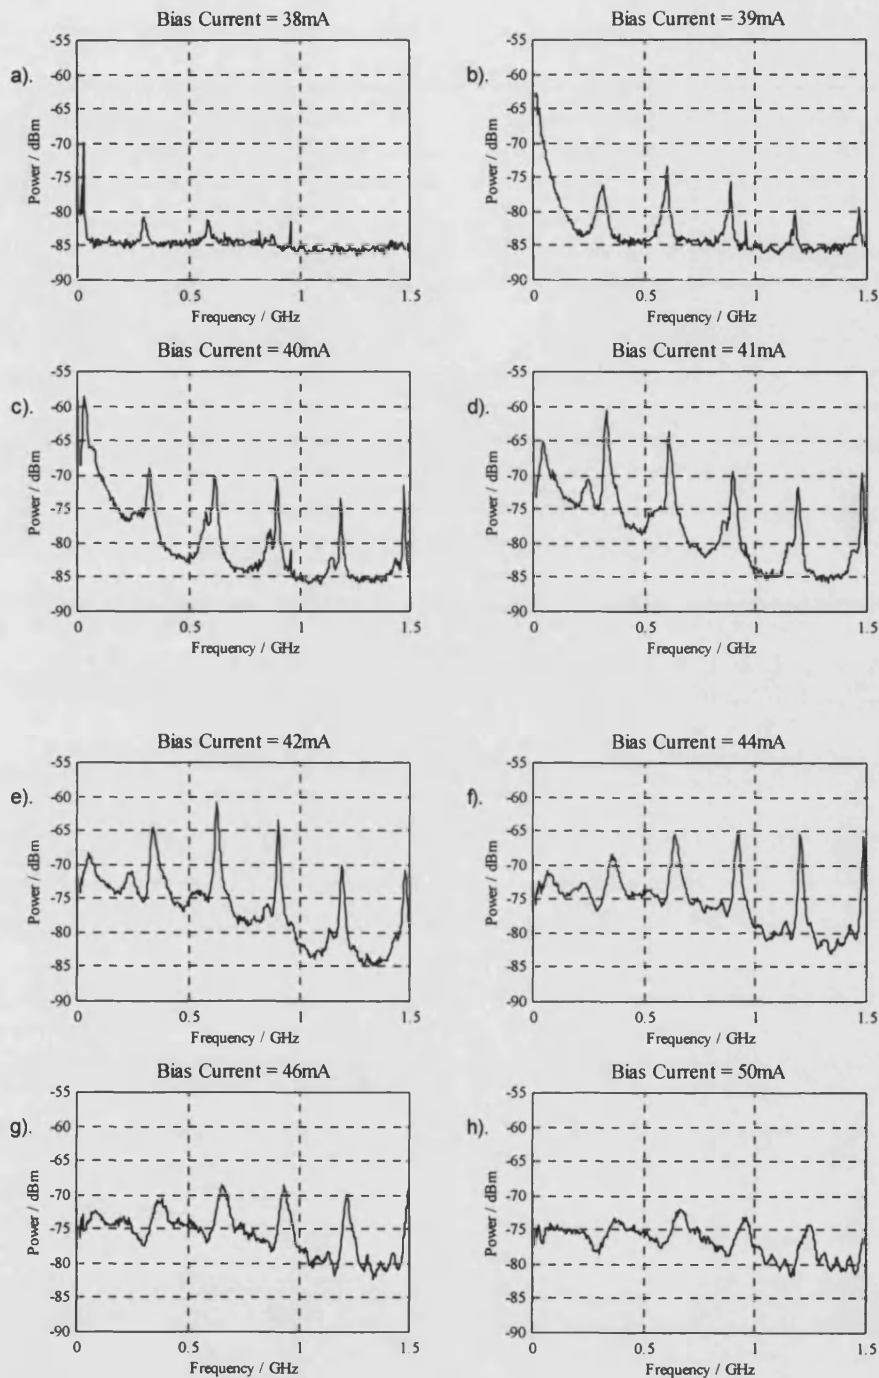 Bias Current = 38mA
a).
Power / dBm
-55
-60
-65
-70
-75
-80
-85
-90
0 0.5 1 1.5
Frequency / GHz
Bias Current = 39mA
b).
Power / dBm
-55
-60
-65
-70
-75
-80
-85
-90
0 0.5 1 1.5
Frequency / GHz
Bias Current = 40mA
c).
Power / dBm
-55
-60
-65
-70
-75
-80
-85
-90
0 0.5 1 1.5
Frequency / GHz
Bias Current = 41mA
d).
Power / dBm
-55
-60
-65
-70
-75
-80
-85
-90
0 0.5 1 1.5
Frequency / GHz
Bias Current = 42mA
e).
Power / dBm
-55
-60
-65
-70
-75
-80
-85
-90
0 0.5 1 1.5
Frequency / GHz
Bias Current = 44mA
f).
Power / dBm
-55
-60
-65
-70
-75
-80
-85
-90
0 0.5 1 1.5
Frequency / GHz
Bias Current = 46mA
g).
Power / dBm
-55
-60
-65
-70
-75
-80
-85
-90
0 0.5 1 1.5
Frequency / GHz
Bias Current = 50mA
h).
Power / dBm
-55
-60
-65
-70
-75
-80
-85
-90
0 0.5 1 1.5
Frequency / GHz